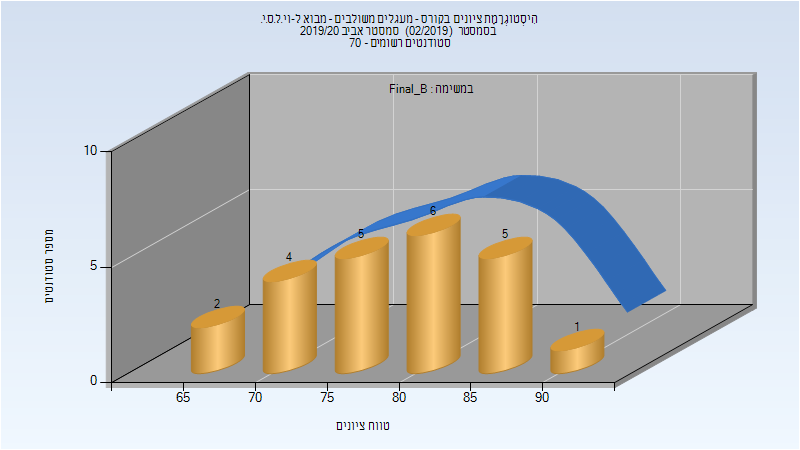 היסטוגרמת ציונים בקורס - מעגלים משולבים - מבוא ל-וי.ל.ס.י.
בסמסטר (02/2019) סמסטר אביב 2019/20
סטודנטים רשומים - 70
במשימה : Final_B
10
5
0
מספר סטודנטים
2
4
5
6
5
1
65
70
75
80
85
90
טווח ציונים